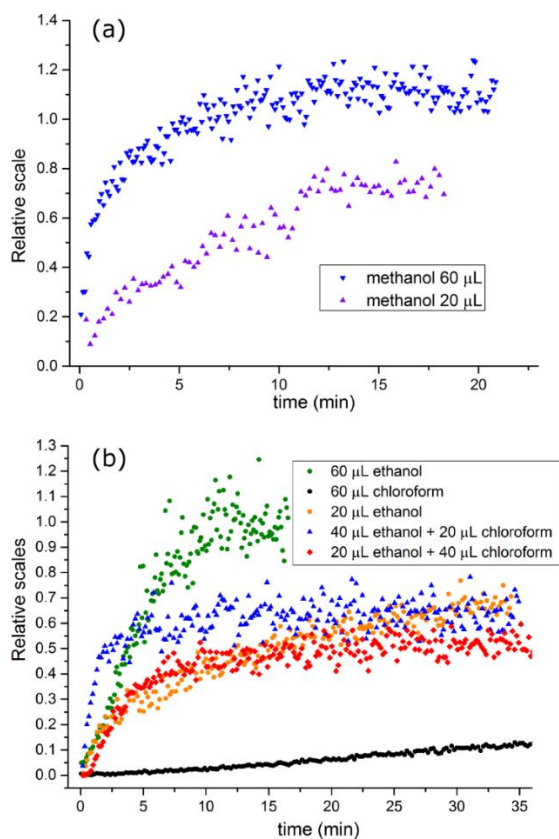 (a)
Relative scale
1.4
1.2
1.0
0.8
0.6
0.4
0.2
0.0
methanol 60 μL
methanol 20 μL
0 5 10 15 20
time (min)
(b)
Relative scales
1.3
1.2
1.1
1.0
0.9
0.8
0.7
0.6
0.5
0.4
0.3
0.2
0.1
0.0
60 μL ethanol
60 μL chloroform
20 μL ethanol
40 μL ethanol + 20 μL chloroform
20 μL ethanol + 40 μL chloroform
0 5 10 15 20 25 30 35
time (min)